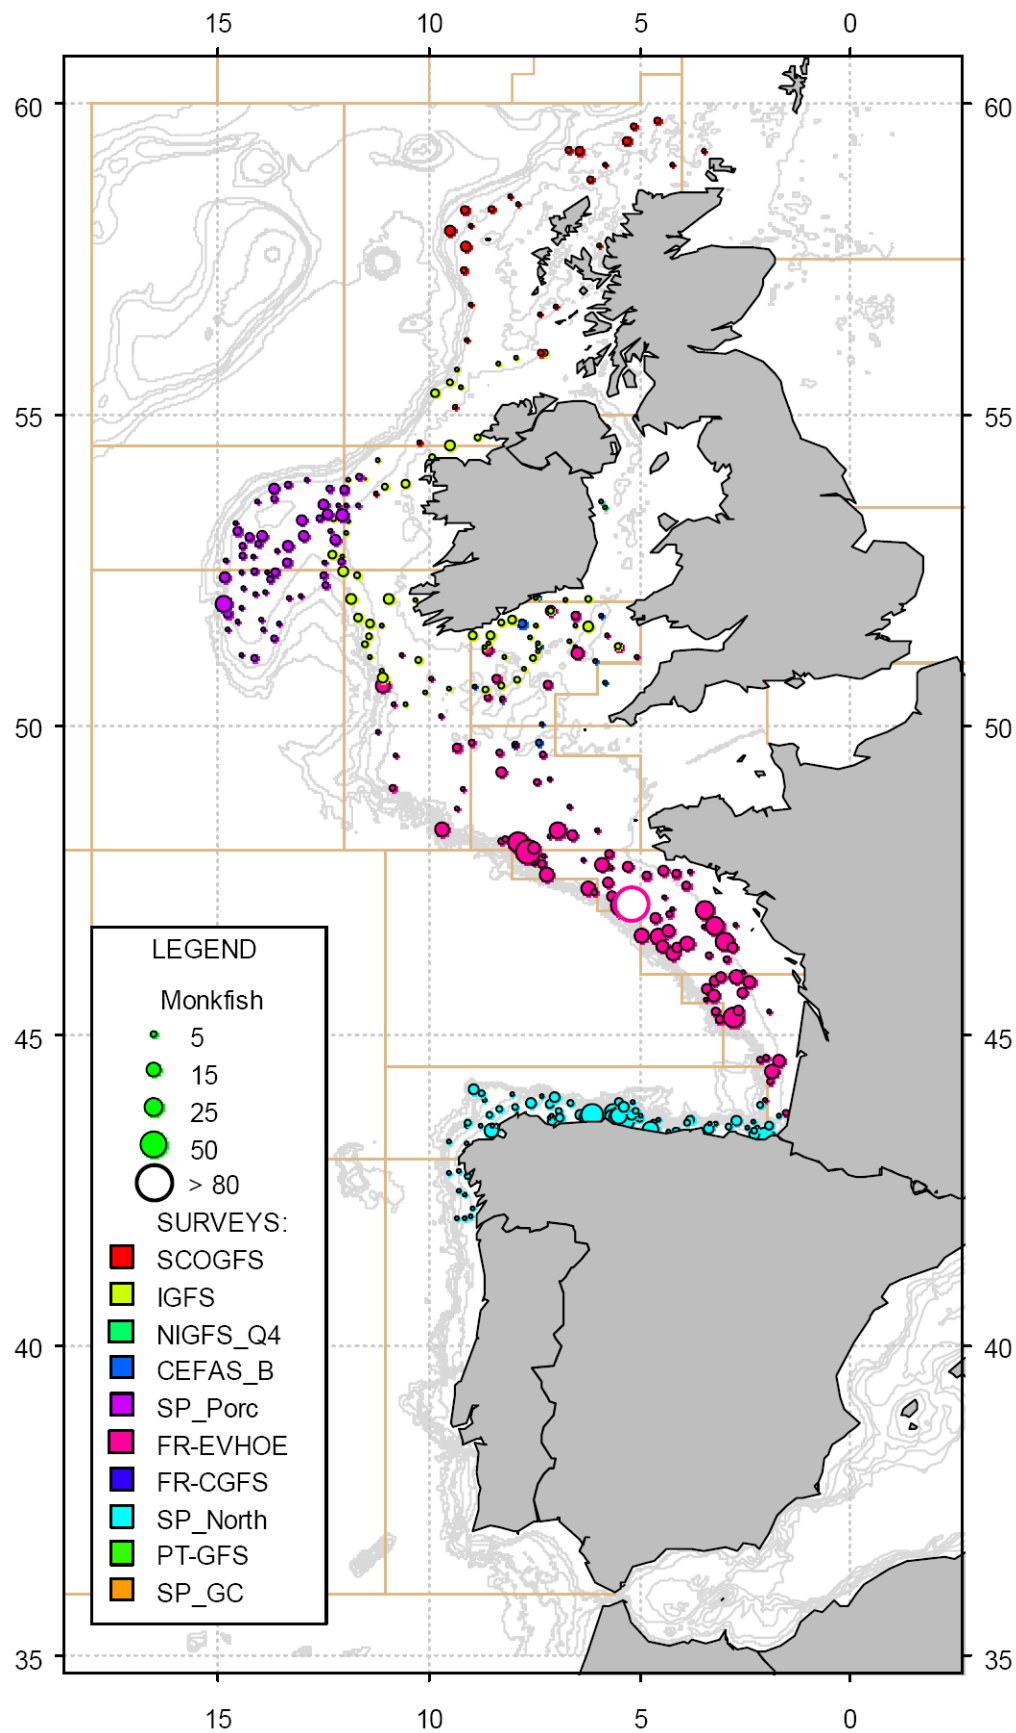 15 10 5 0
60 60
55 55
50 50
45 45
40 40
35 35
LEGEND
Monkfish
5
15
25
50
> 80
SURVEYS:
SCOGFS
IGFS
NIGFS_Q4
CEFAS_B
SP_Porc
FR-EVHOE
FR-CGFS
SP_North
PT-GFS
SP_GC
15 10 5 0